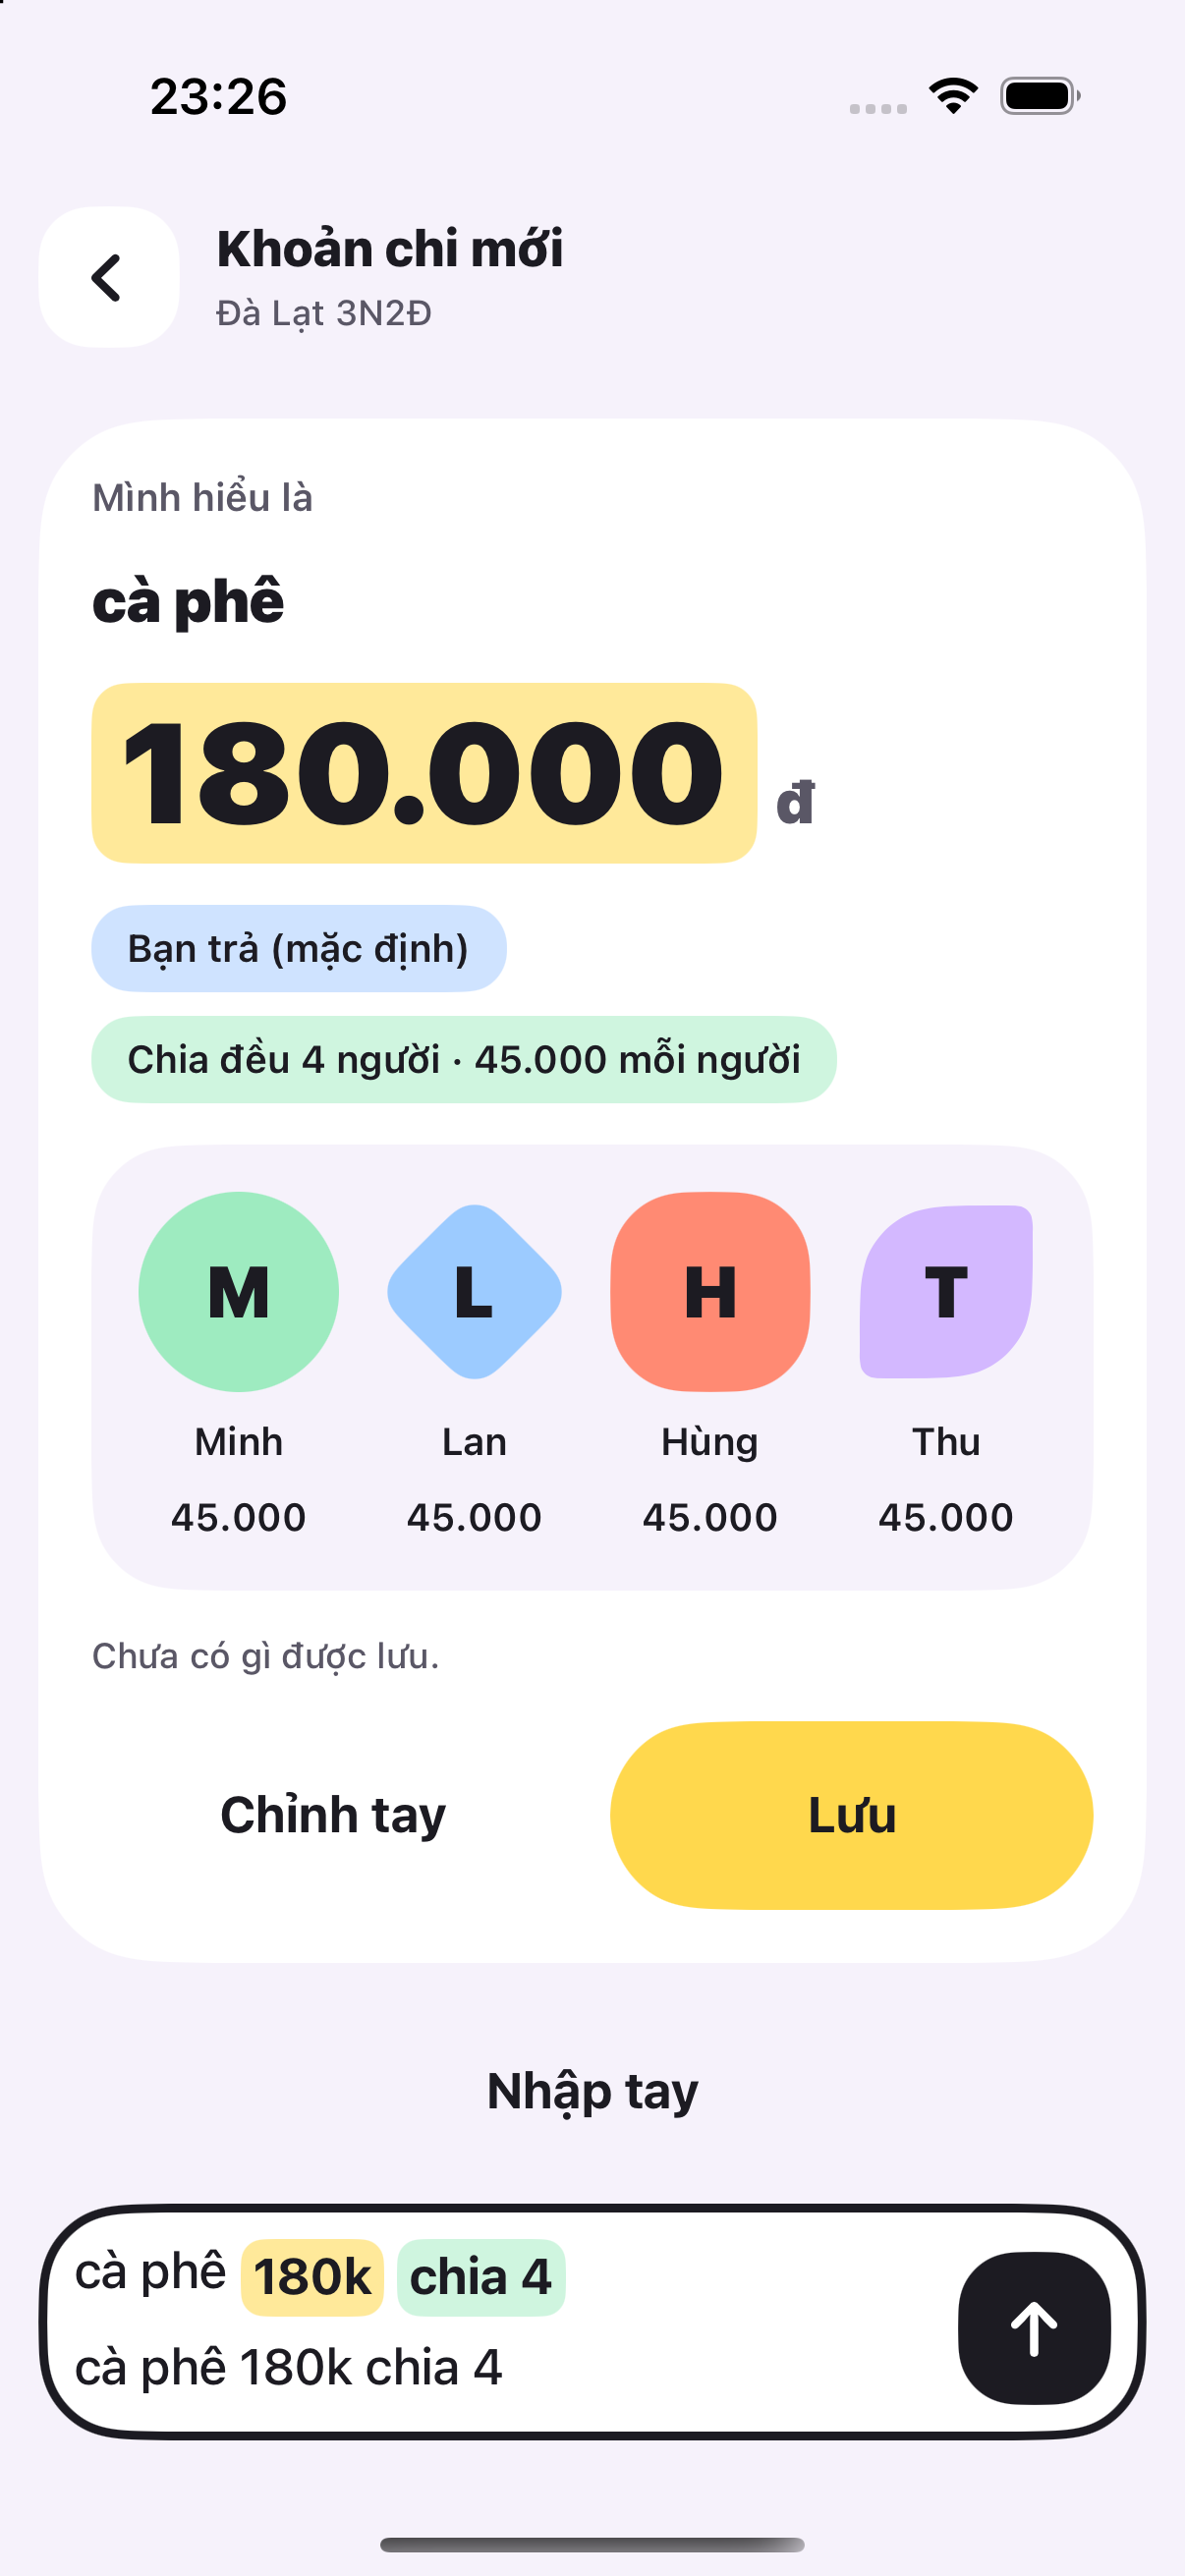 23:26
Khoản chi mới
Đà Lạt 3N2Đ
Mình hiểu là
cà phê
180.000 đ
Bạn trả (mặc định)
Chia đều 4 người · 45.000 mỗi người
M L H T
Minh Lan Hùng Thu
45.000 45.000 45.000 45.000
Chưa có gì được lưu.
Chỉnh tay Lưu
Nhập tay
cà phê 180k chia 4
cà phê 180k chia 4